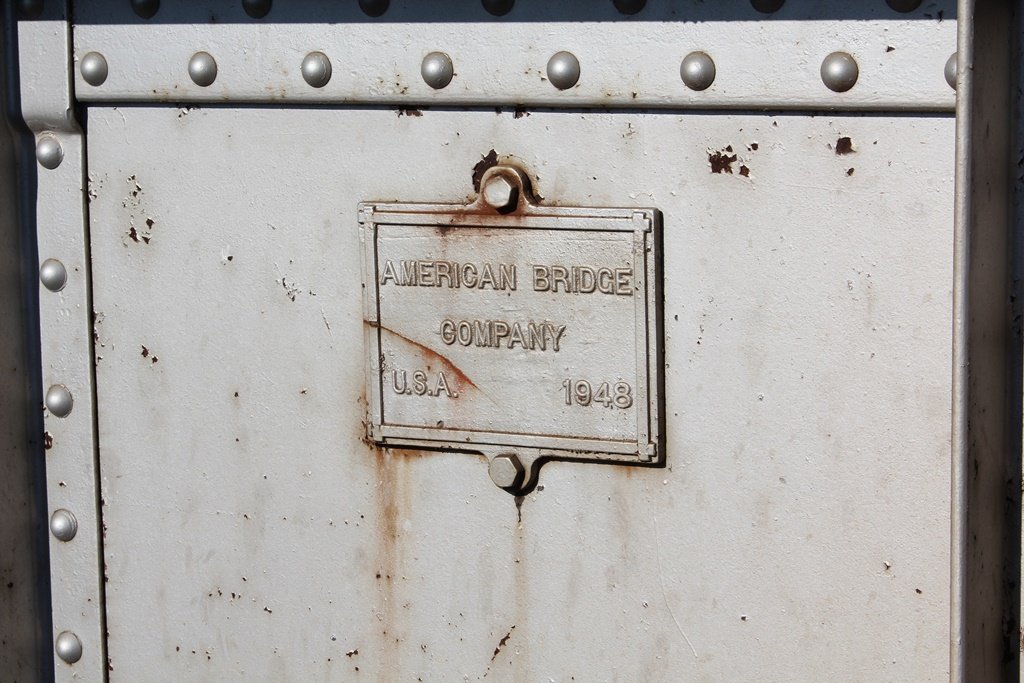 AMERICAN BRIDGE
COMPANY
U.S.A. 1948